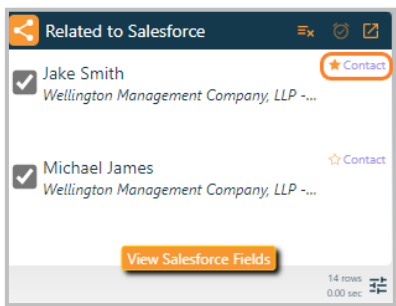 Related to Salesforce
Jake Smith
Contact
Wellington Management Company, LLP -...
Michael James
Contact
Wellington Management Company, LLP -...
View Salesforce Fields
14 rows
0.00 sec